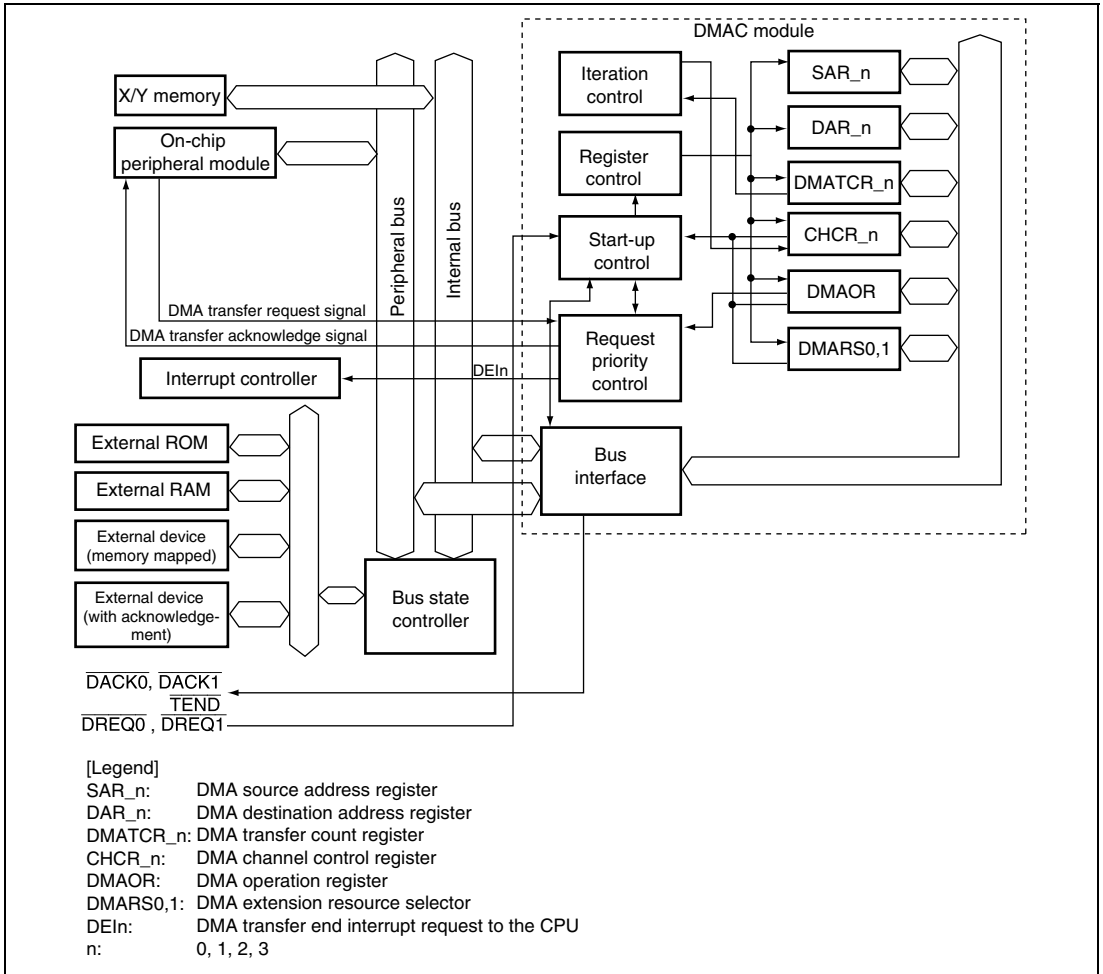 DMAC module
X/Y memory
On-chip
peripheral module
Peripheral bus
Internal bus
Iteration
control
Register
control
Start-up
control
Request
priority
control
Bus
interface
SAR_n
DAR_n
DMATCR_n
CHCR_n
DMAOR
DMARS0,1
DMA transfer request signal
DMA transfer acknowledge signal
DEIn
Interrupt controller
External ROM
External RAM
External device
(memory mapped)
External device
(with acknowledge-
ment)
Bus state
controller
DACK0, DACK1
TEND
DREQ0 , DREQ1
[Legend]
SAR_n: DMA source address register
DAR_n: DMA destination address register
DMATCR_n: DMA transfer count register
CHCR_n: DMA channel control register
DMAOR: DMA operation register
DMARS0,1: DMA extension resource selector
DEIn: DMA transfer end interrupt request to the CPU
n: 0, 1, 2, 3